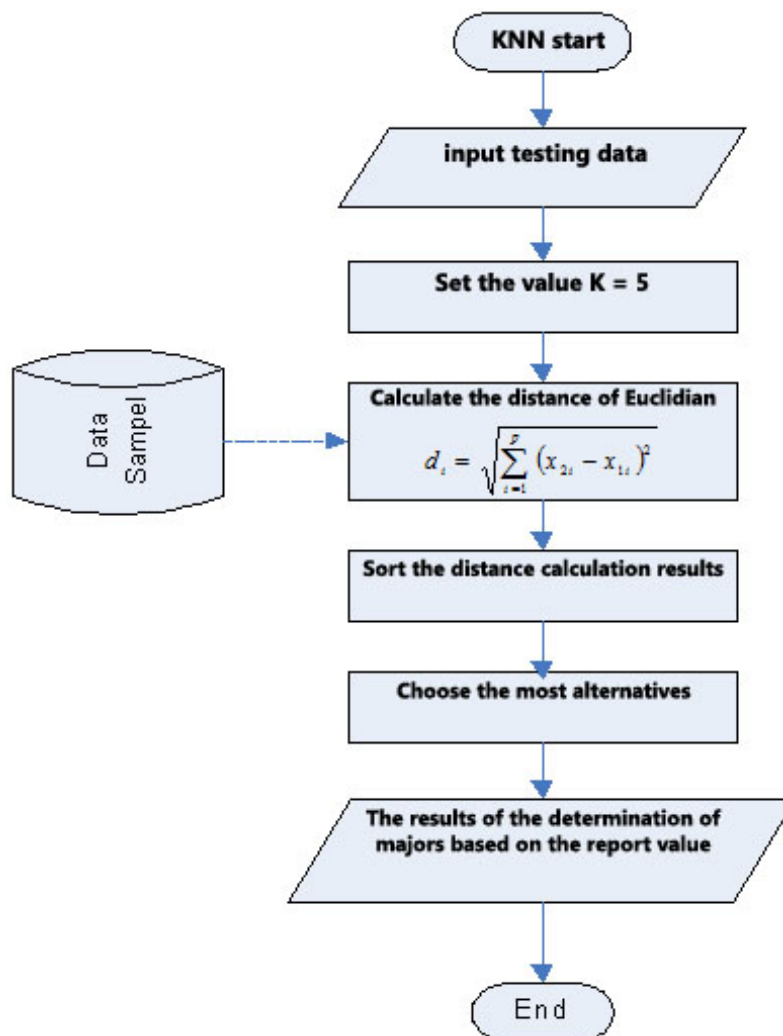 KNN start
input testing data
Set the value K = 5
Data
Sampel
Calculate the distance of Euclidian
d_i = √(∑_{i=1}^{p} (x_{2i} − x_{1i})²)
Sort the distance calculation results
Choose the most alternatives
The results of the determination of
majors based on the report value
End